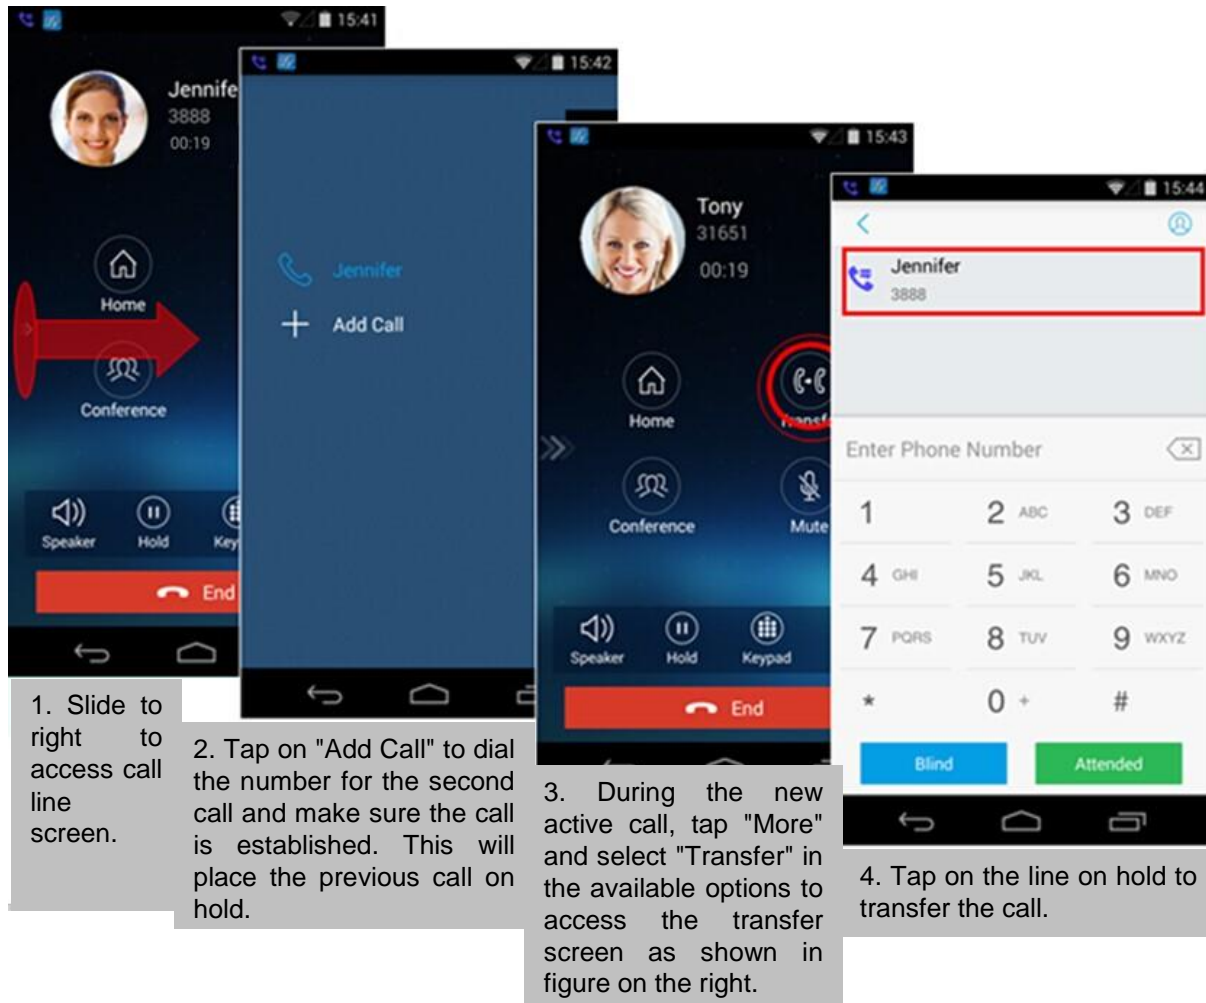 15:41
Jennife
3888
00:19
Home
Conference
Speaker
Hold
Key
End
1. Slide to
right to
access call
line
screen.
15:42
Jennifer
Add Call
2. Tap on "Add Call" to dial
the number for the second
call and make sure the call
is established. This will
place the previous call on
hold.
15:43
Tony
31651
00:19
Home
Transf
Conference
Mute
Speaker
Hold
Keypad
End
3. During the new
active call, tap "More"
and select "Transfer" in
the available options to
access the transfer
screen as shown in
figure on the right.
15:44
Jennifer
3888
Enter Phone Number
1 2 ABC 3 DEF
4 GHI 5 JKL 6 MNO
7 PQRS 8 TUV 9 WXYZ
* 0 + #
Blind
Attended
4. Tap on the line on hold to
transfer the call.